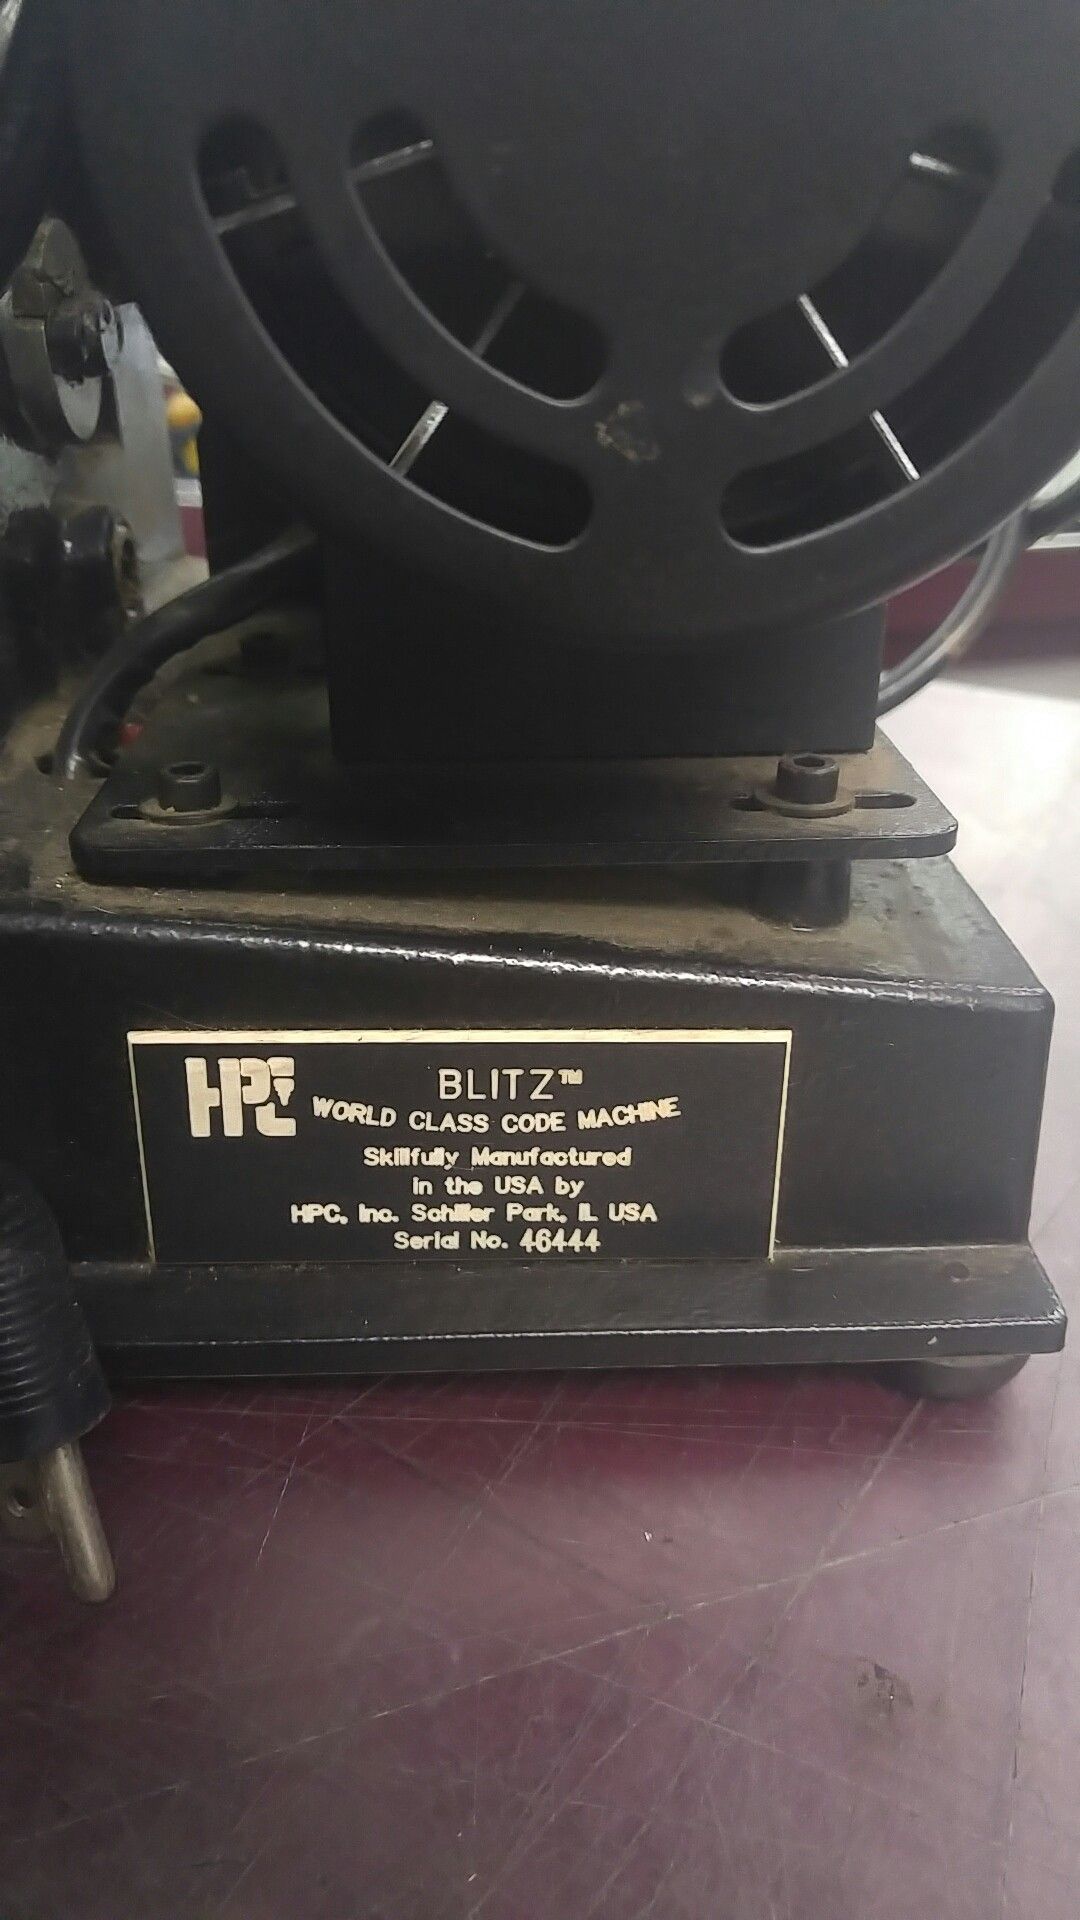 HPC BLITZ™
WORLD CLASS CODE MACHINE
Skillfully Manufactured
in the USA by
HPC, Inc. Schiller Park, IL USA
Serial No. 46444